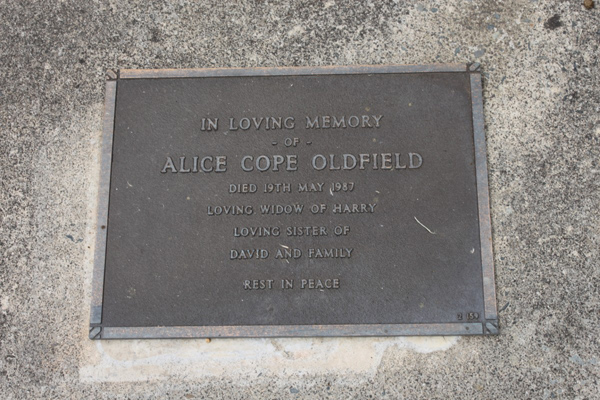 IN LOVING MEMORY
- OF -
ALICE COPE OLDFIELD
DIED 19TH MAY 1987
LOVING WIDOW OF HARRY
LOVING SISTER OF
DAVID AND FAMILY
REST IN PEACE